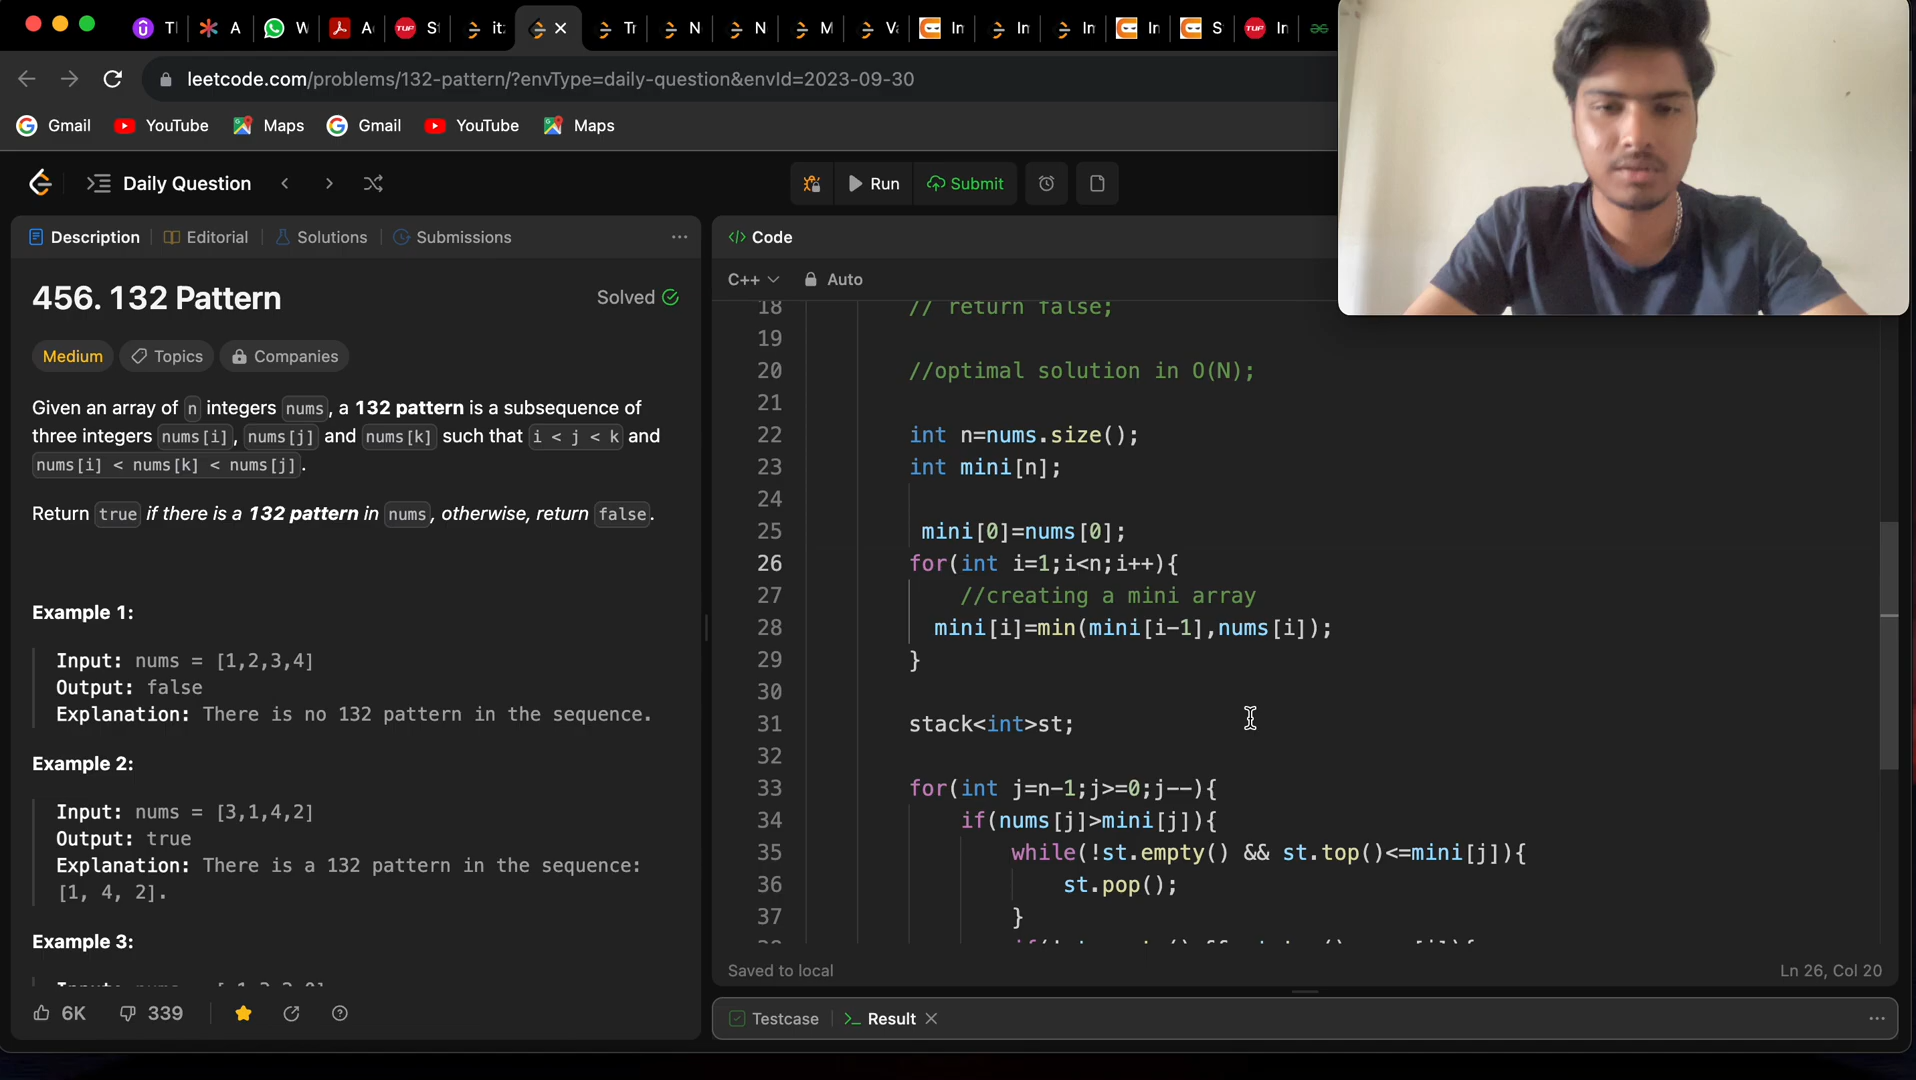 Tl
A
W
A
S
it:
Tr
N
N
M
Va
In
In
In
In
S
In
leetcode.com/problems/132-pattern/?envType=daily-question&envId=2023-09-30
Gmail YouTube Maps Gmail YouTube Maps
Daily Question Run Submit
Description Editorial Solutions Submissions
Code
C++ Auto
456. 132 Pattern
Solved
Medium Topics Companies
Given an array of n integers nums, a 132 pattern is a subsequence of
three integers nums[i], nums[j] and nums[k] such that i < j < k and
nums[i] < nums[k] < nums[j].
Return true if there is a 132 pattern in nums, otherwise, return false.
Example 1:
Input: nums = [1,2,3,4]
Output: false
Explanation: There is no 132 pattern in the sequence.
Example 2:
Input: nums = [3,1,4,2]
Output: true
Explanation: There is a 132 pattern in the sequence:
[1, 4, 2].
Example 3:
6K 339
18 // return false;
19
20 //optimal solution in O(N);
21
22 int n=nums.size();
23 int mini[n];
24
25 mini[0]=nums[0];
26 for(int i=1;i<n;i++){
27 //creating a mini array
28 mini[i]=min(mini[i-1],nums[i]);
29 }
30
31 stack<int>st;
32
33 for(int j=n-1;j>=0;j--){
34 if(nums[j]>mini[j]){
35 while(!st.empty() && st.top()<=mini[j]){
36 st.pop();
37 }
Saved to local
Ln 26, Col 20
Testcase Result